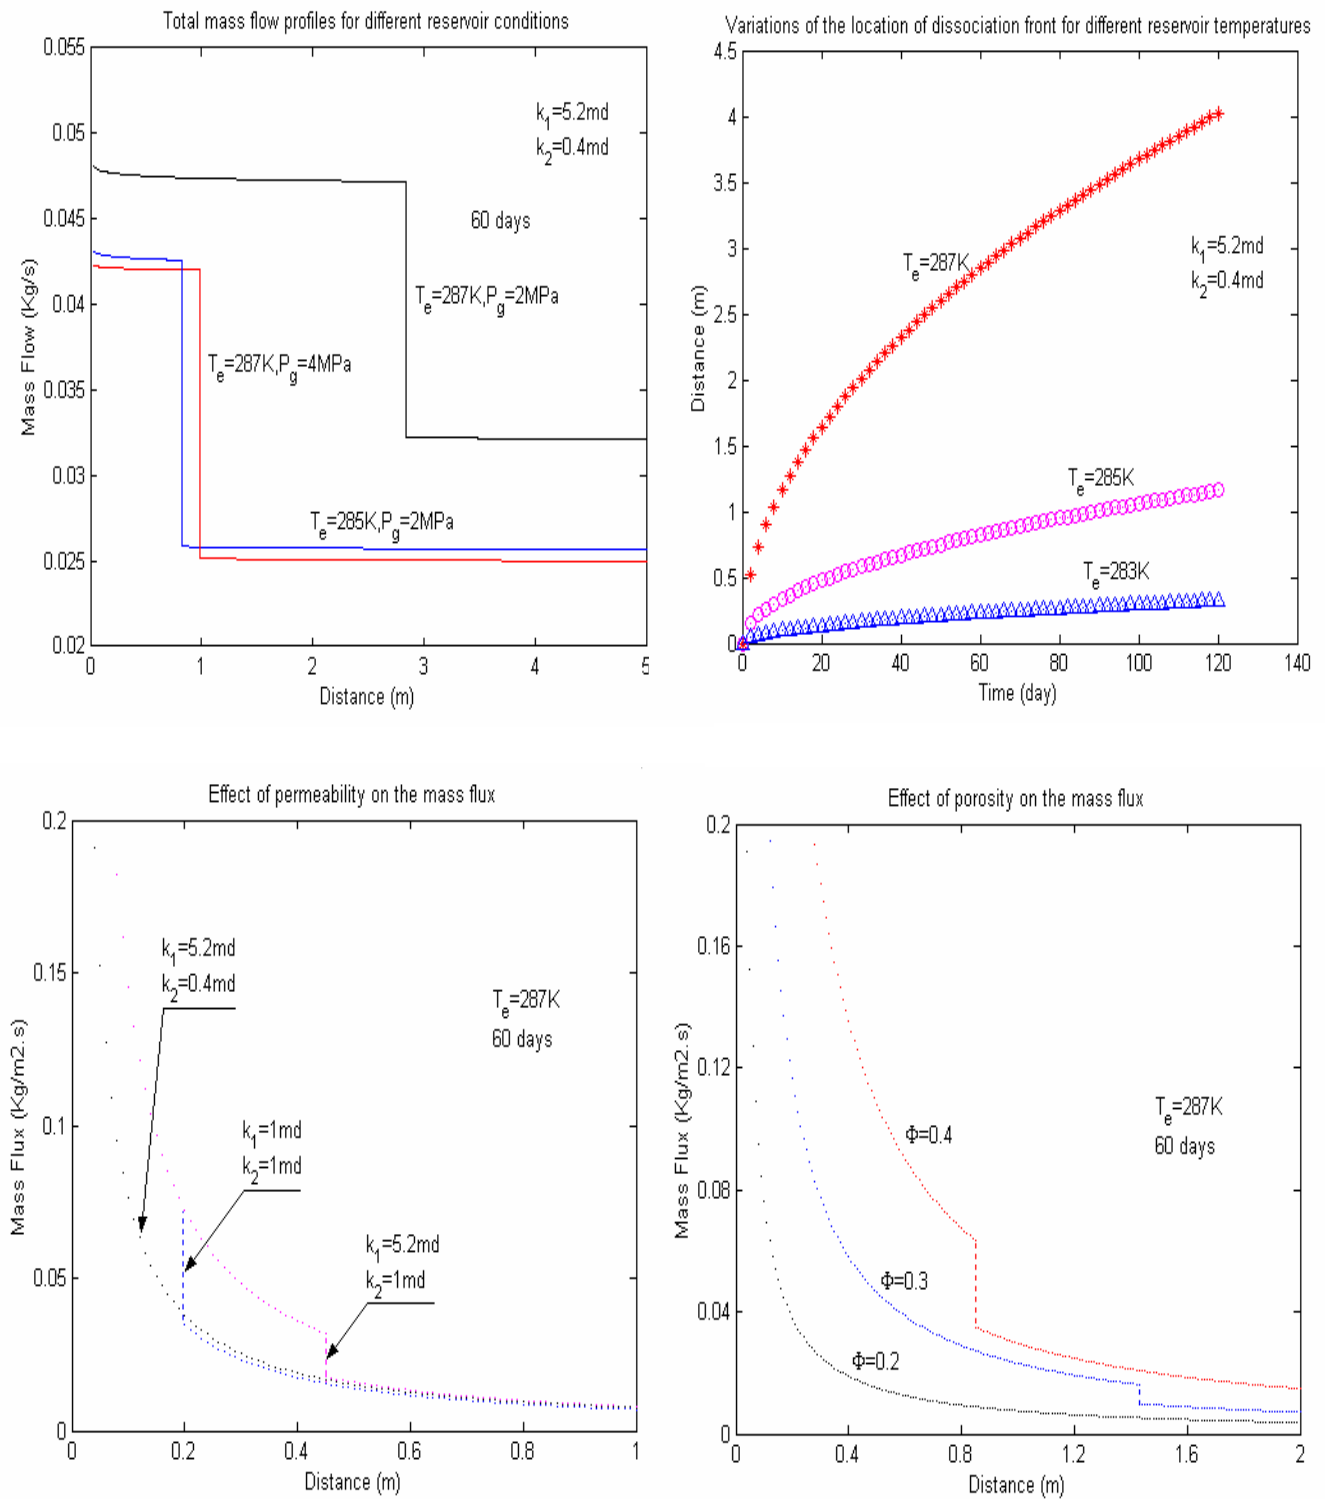 Total mass flow profiles for different reservoir conditions
0.055
0.05
0.045
0.04
0.035
0.03
0.025
0.02
Mass Flow (Kg/s)
k₁=5.2md
k₂=0.4md
60 days
Tₑ=287K,P_g=2MPa
Tₑ=287K,P_g=4MPa
Tₑ=285K,P_g=2MPa
0 1 2 3 4 5
Distance (m)
Variations of the location of dissociation front for different reservoir temperatures
4.5
4
3.5
3
2.5
2
1.5
1
0.5
0
Distance (m)
Tₑ=287K
k₁=5.2md
k₂=0.4md
Tₑ=285K
Tₑ=283K
0 20 40 60 80 100 120 140
Time (day)
Effect of permeability on the mass flux
0.2
0.15
0.1
0.05
0
Mass Flux (Kg/m2.s)
k₁=5.2md
k₂=0.4md
Tₑ=287K
60 days
k₁=1md
k₂=1md
k₁=5.2md
k₂=1md
0 0.2 0.4 0.6 0.8 1
Distance (m)
Effect of porosity on the mass flux
0.2
0.16
0.12
0.08
0.04
0
Mass Flux (Kg/m2.s)
Tₑ=287K
60 days
Φ=0.4
Φ=0.3
Φ=0.2
0 0.4 0.8 1.2 1.6 2
Distance (m)